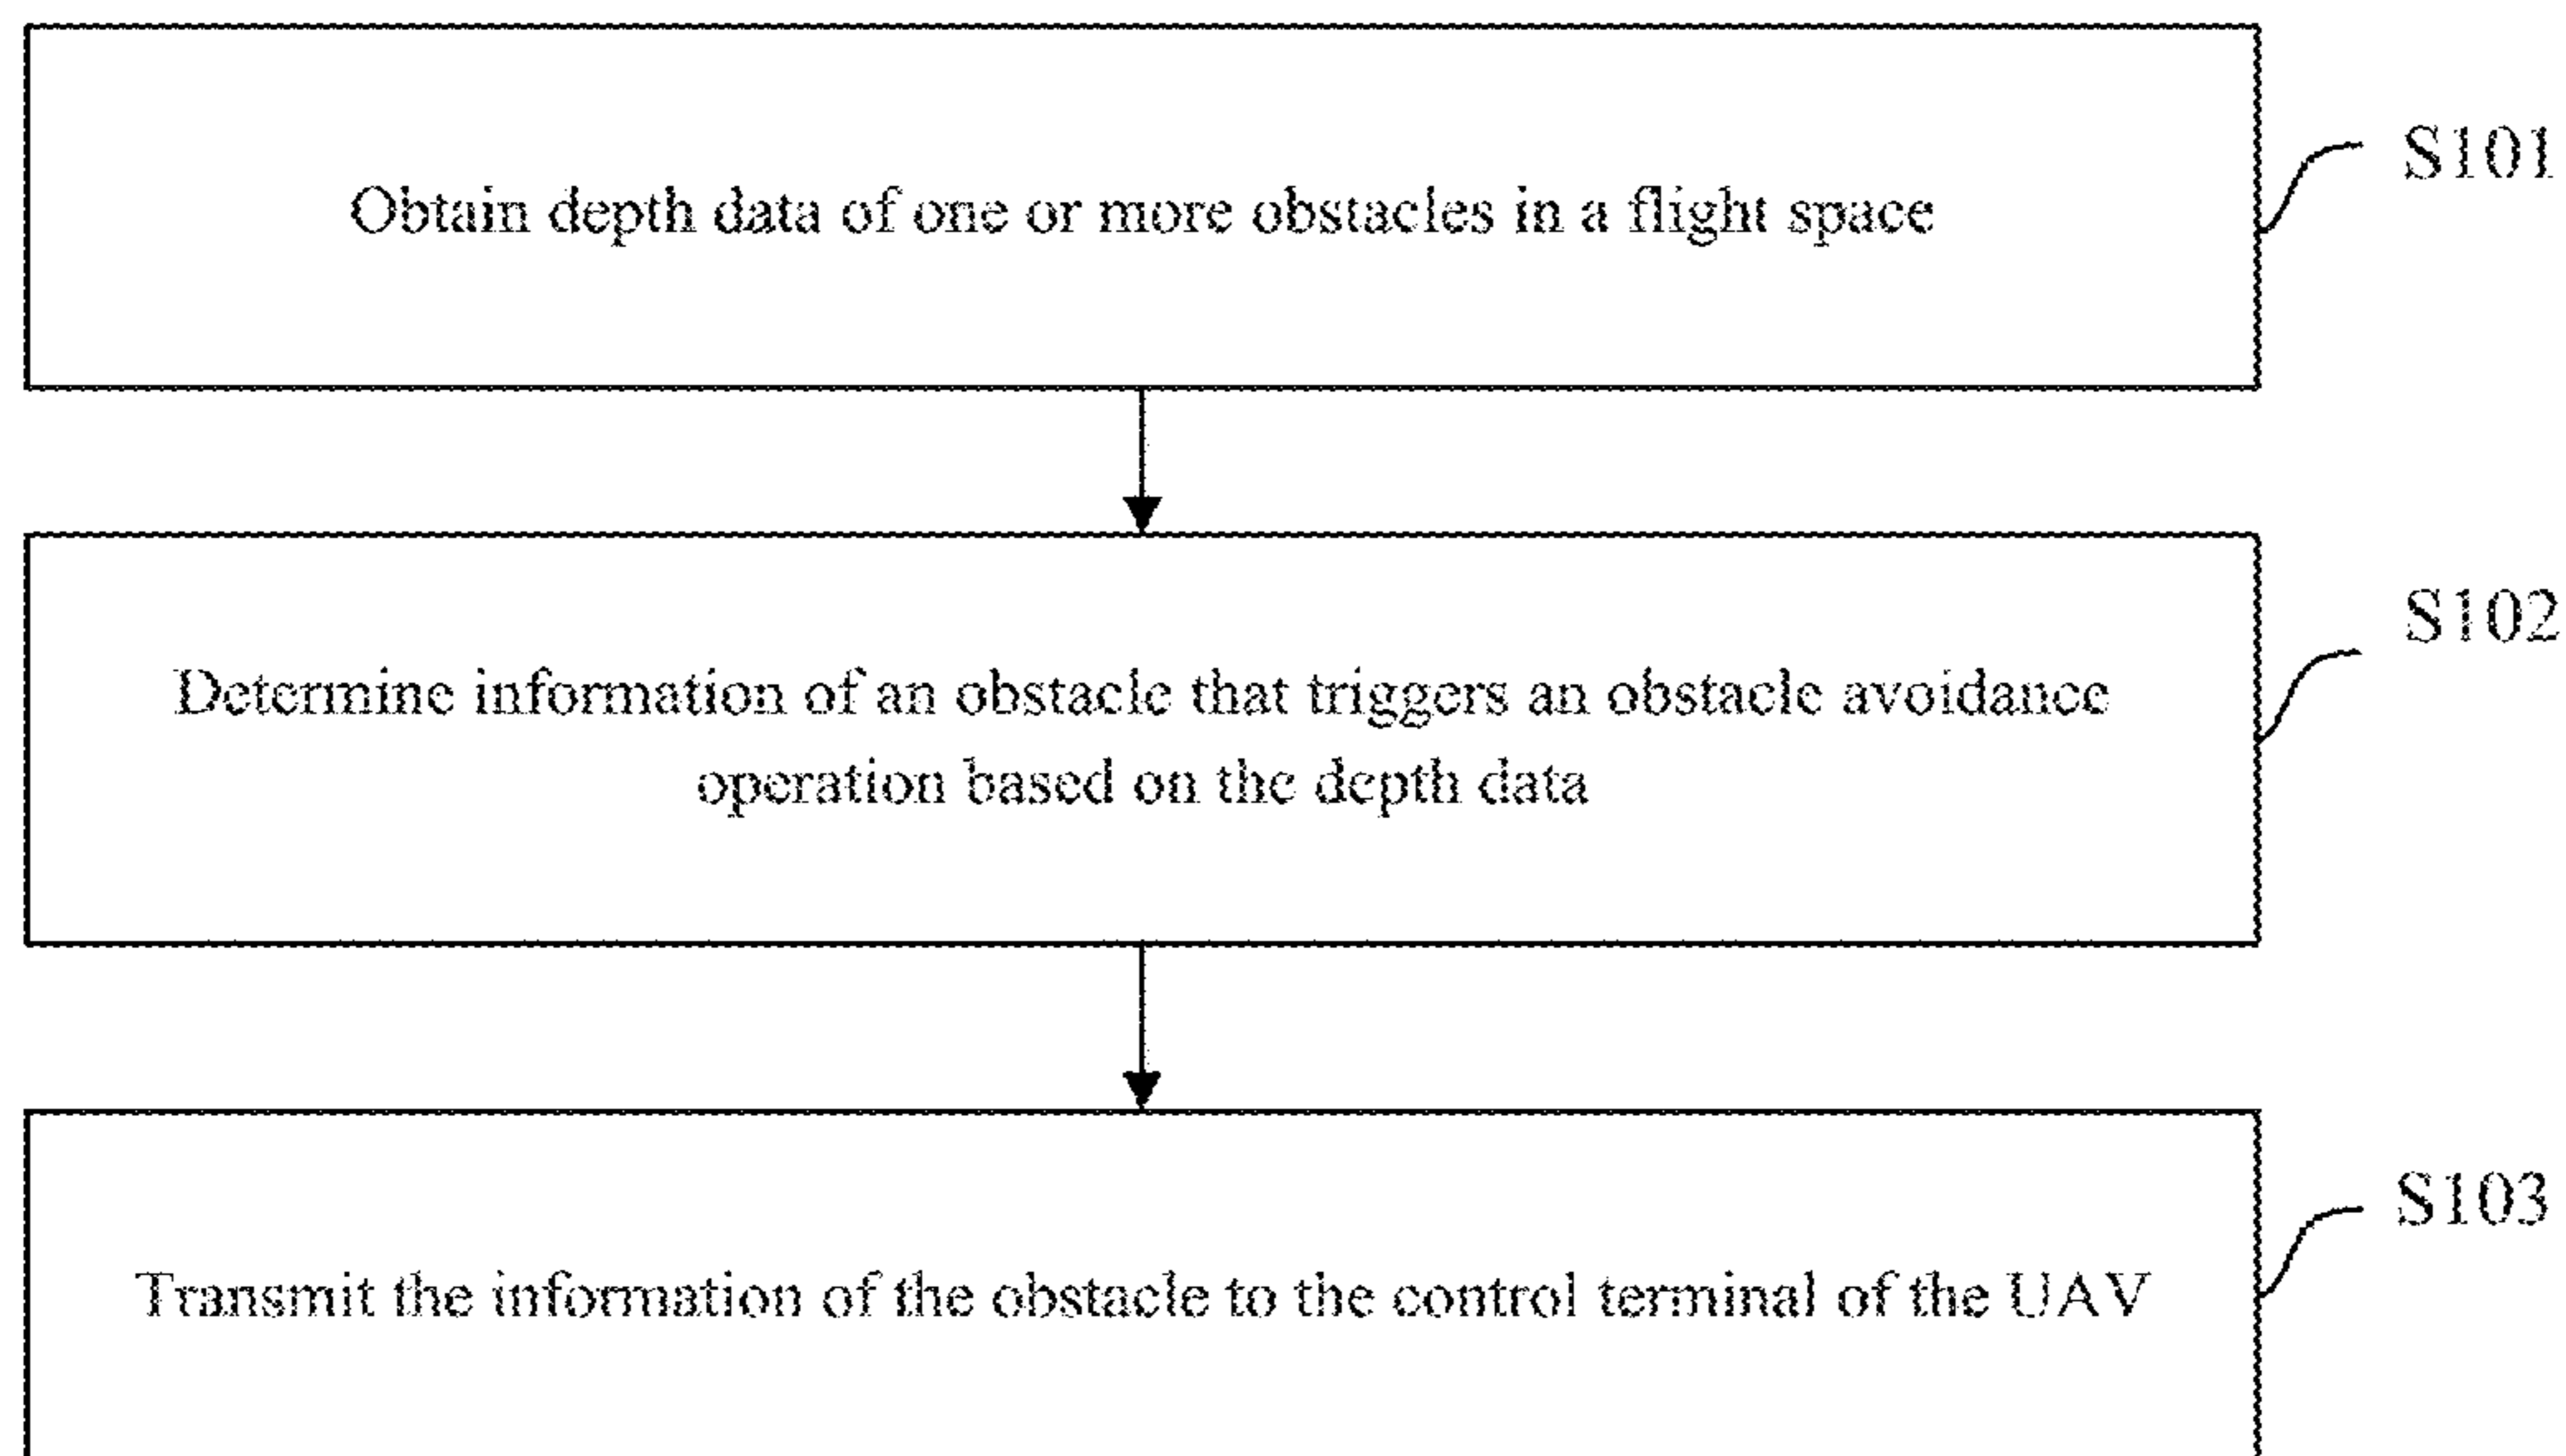 Obtain depth data of one or more obstacles in a flight space
S101
Determine information of an obstacle that triggers an obstacle avoidance
operation based on the depth data
S102
Transmit the information of the obstacle to the control terminal of the UAV
S103